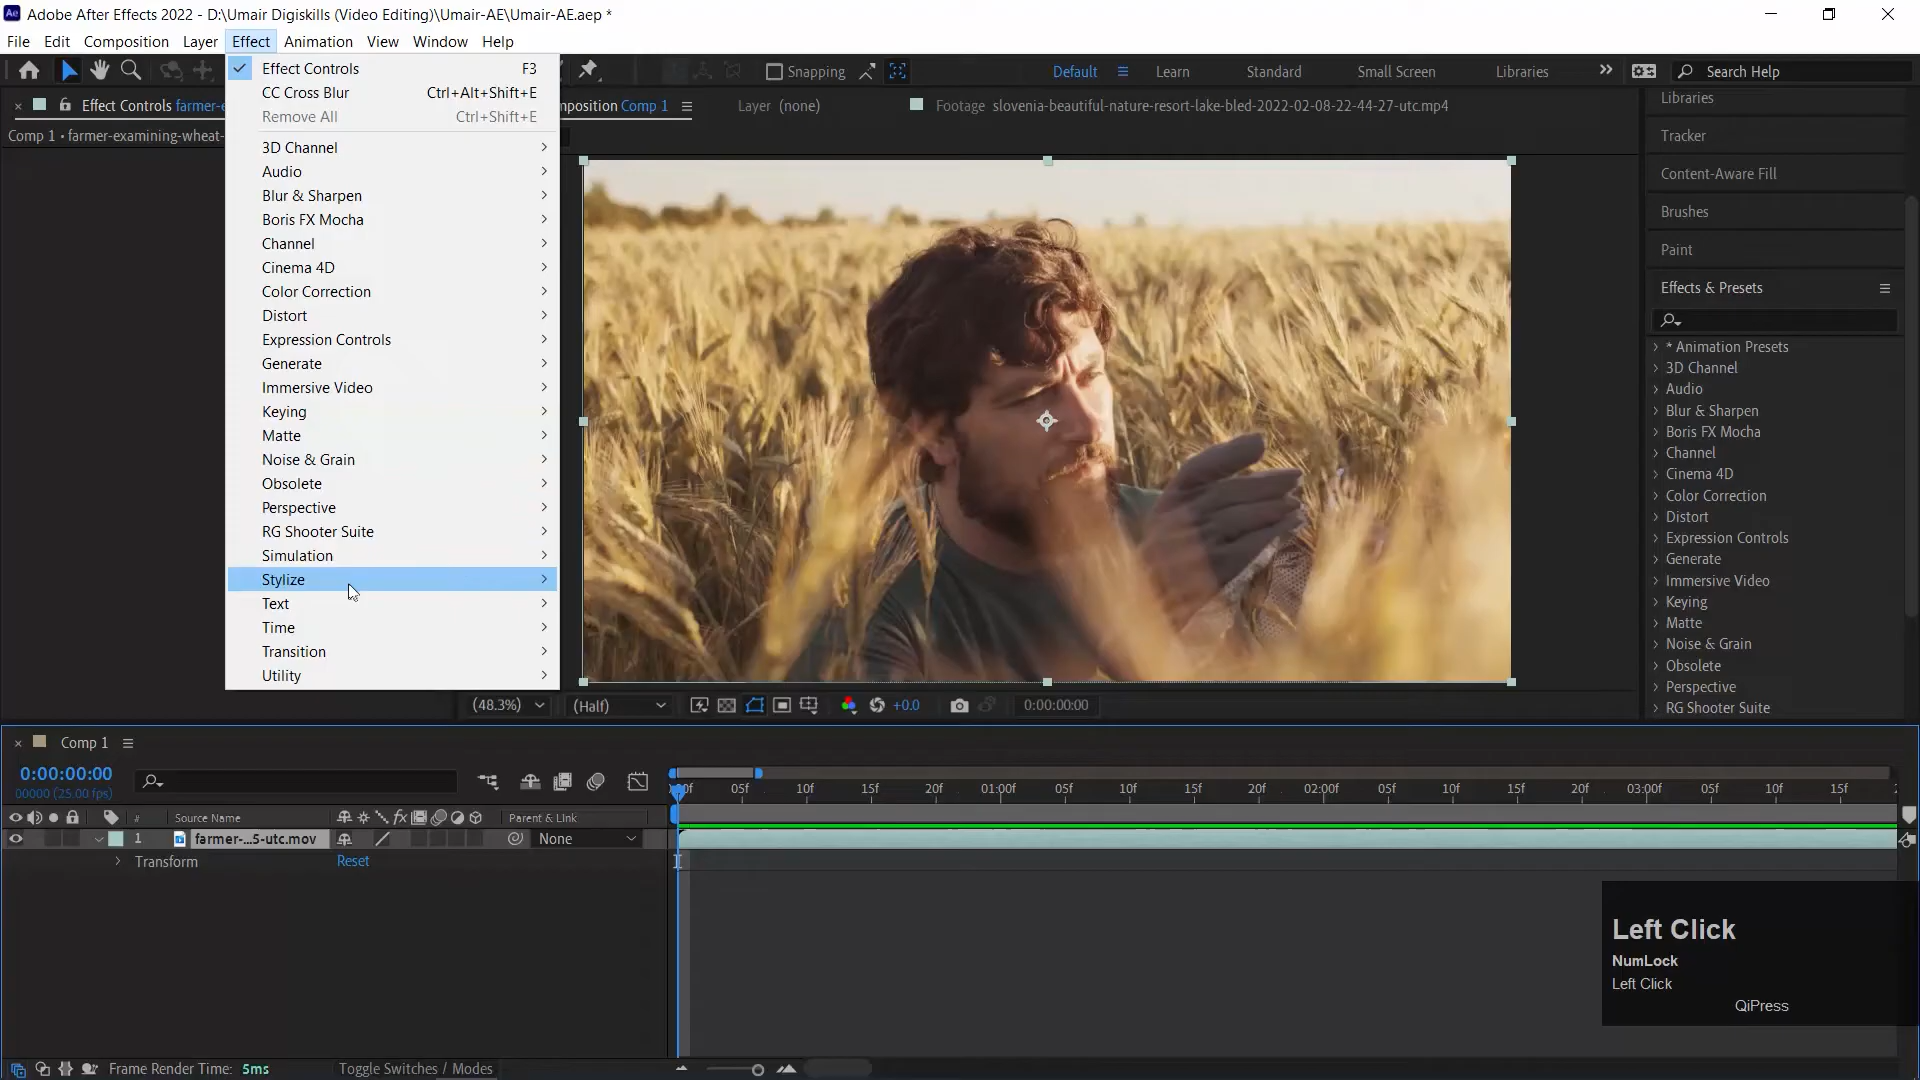 Adobe After Effects 2022 - D:\Umair Digiskills (Video Editing)\Umair-AE\Umair-AE.aep *
File Edit Composition Layer Effect Animation View Window Help
Snapping Default Learn Standard Small Screen Libraries Search Help
Effect Controls farmer-e
mposition Comp 1
Layer (none)
Footage slovenia-beautiful-nature-resort-lake-bled-2022-02-08-22-44-27-utc.mp4
Comp 1 • farmer-examining-wheat-
Effect Controls F3
CC Cross Blur Ctrl+Alt+Shift+E
Remove All Ctrl+Shift+E
3D Channel
Audio
Blur & Sharpen
Boris FX Mocha
Channel
Cinema 4D
Color Correction
Distort
Expression Controls
Generate
Immersive Video
Keying
Matte
Noise & Grain
Obsolete
Perspective
RG Shooter Suite
Simulation
Stylize
Text
Time
Transition
Utility
(48.3%) (Half) +0.0 0:00:00:00
Libraries
Tracker
Content-Aware Fill
Brushes
Paint
Effects & Presets
* Animation Presets
3D Channel
Audio
Blur & Sharpen
Boris FX Mocha
Channel
Cinema 4D
Color Correction
Distort
Expression Controls
Generate
Immersive Video
Keying
Matte
Noise & Grain
Obsolete
Perspective
RG Shooter Suite
Comp 1
0:00:00:00
00000 (25.00 fps)
05f 10f 15f 20f 01:00f 05f 10f 15f 20f 02:00f 05f 10f 15f 20f 03:00f 05f 10f 15f
# Source Name Parent & Link
1 farmer-...5-utc.mov None
Transform Reset
Left Click
NumLock
Left Click
QiPress
Frame Render Time: 5ms Toggle Switches / Modes